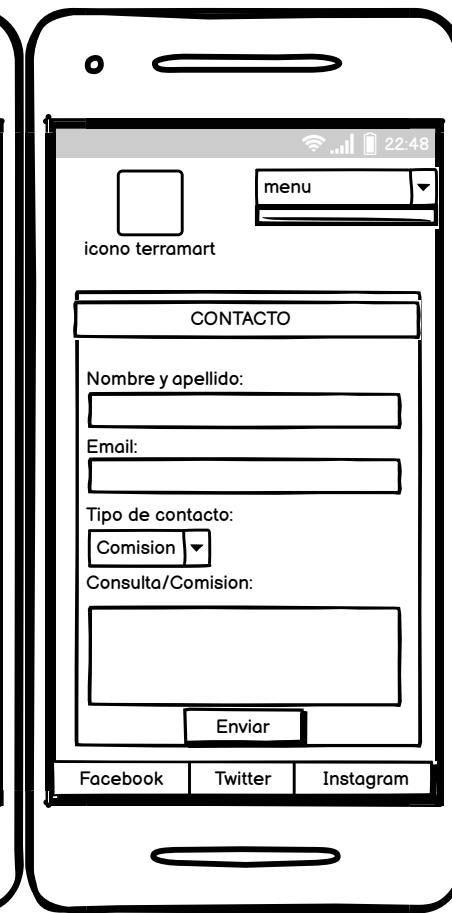 22:48
menu
icono terramart
CONTACTO
Nombre y apellido:
Email:
Tipo de contacto:
Comision
Consulta/Comision:
Enviar
Facebook Twitter Instagram